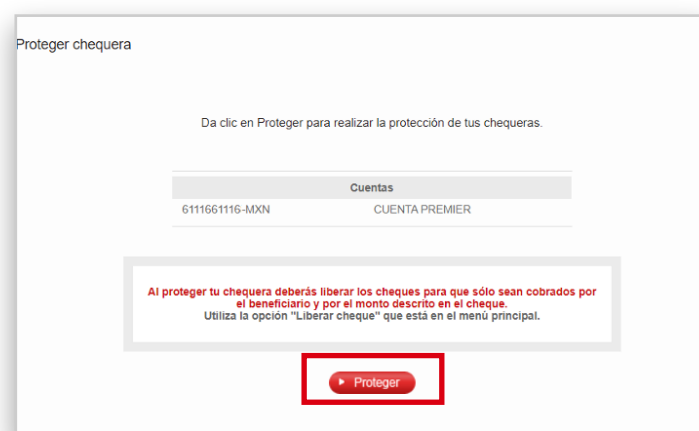 Proteger chequera
Da clic en Proteger para realizar la protección de tus chequeras.
Cuentas
6111661116-MXN CUENTA PREMIER
Al proteger tu chequera deberás liberar los cheques para que sólo sean cobrados por
el beneficiario y por el monto descrito en el cheque.
Utiliza la opción "Liberar cheque" que está en el menú principal.
Proteger